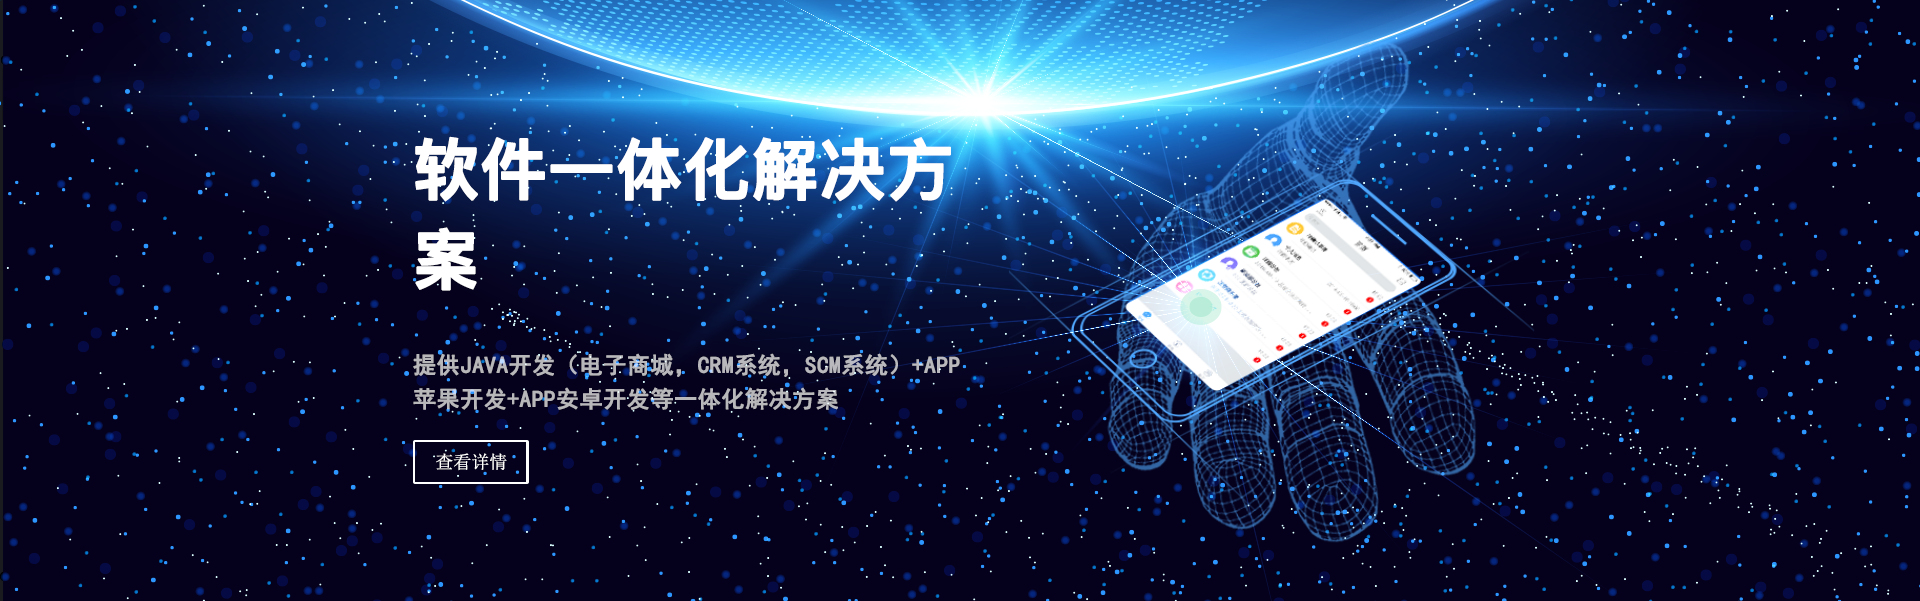 软件一体化解决方
案
提供JAVA开发（电子商城，CRM系统，SCM系统）+APP
苹果开发+APP安卓开发等一体化解决方案
查看详情